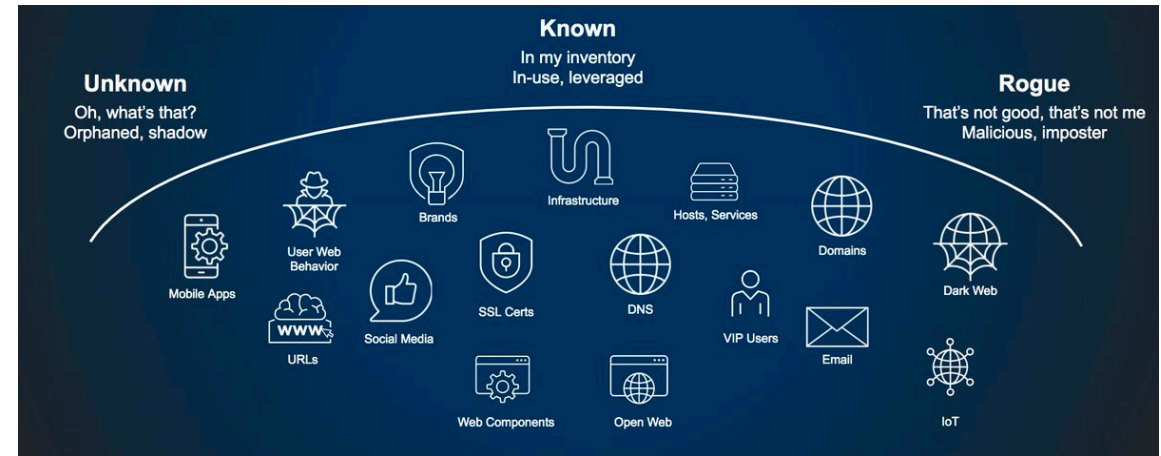 Known
In my inventory
In-use, leveraged
Unknown
Oh, what's that?
Orphaned, shadow
Rogue
That's not good, that's not me
Malicious, imposter
Mobile Apps
User Web
Behavior
Brands
Infrastructure
Hosts, Services
Domains
Dark Web
WWW
URLs
Social Media
SSL Certs
DNS
VIP Users
Email
Web Components
Open Web
IoT